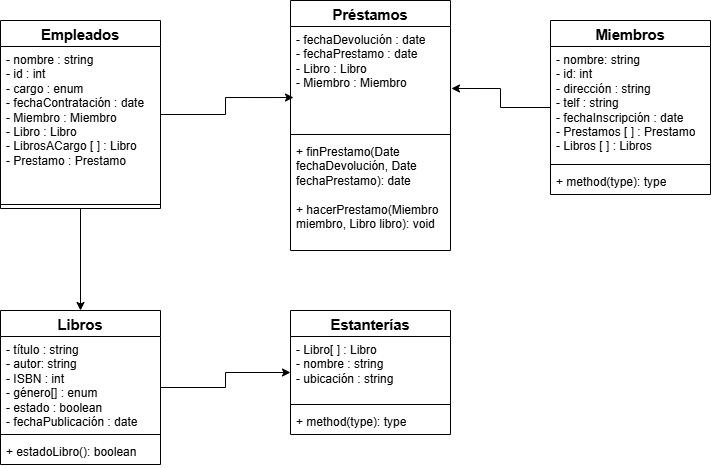 Empleados
- nombre : string
- id : int
- cargo : enum
- fechaContratación : date
- Miembro : Miembro
- Libro : Libro
- LibrosACargo [ ] : Libro
- Prestamo : Prestamo
Préstamos
- fechaDevolución : date
- fechaPrestamo : date
- Libro : Libro
- Miembro : Miembro
+ finPrestamo(Date
fechaDevolución, Date
fechaPrestamo): date
+ hacerPrestamo(Miembro
miembro, Libro libro): void
Miembros
- nombre: string
- id: int
- dirección : string
- telf : string
- fechaInscripción : date
- Prestamos [ ] : Prestamo
- Libros [ ] : Libros
+ method(type): type
Libros
- título : string
- autor: string
- ISBN : int
- género[] : enum
- estado : boolean
- fechaPublicación : date
+ estadoLibro(): boolean
Estanterías
- Libro[ ] : Libro
- nombre : string
- ubicación : string
+ method(type): type